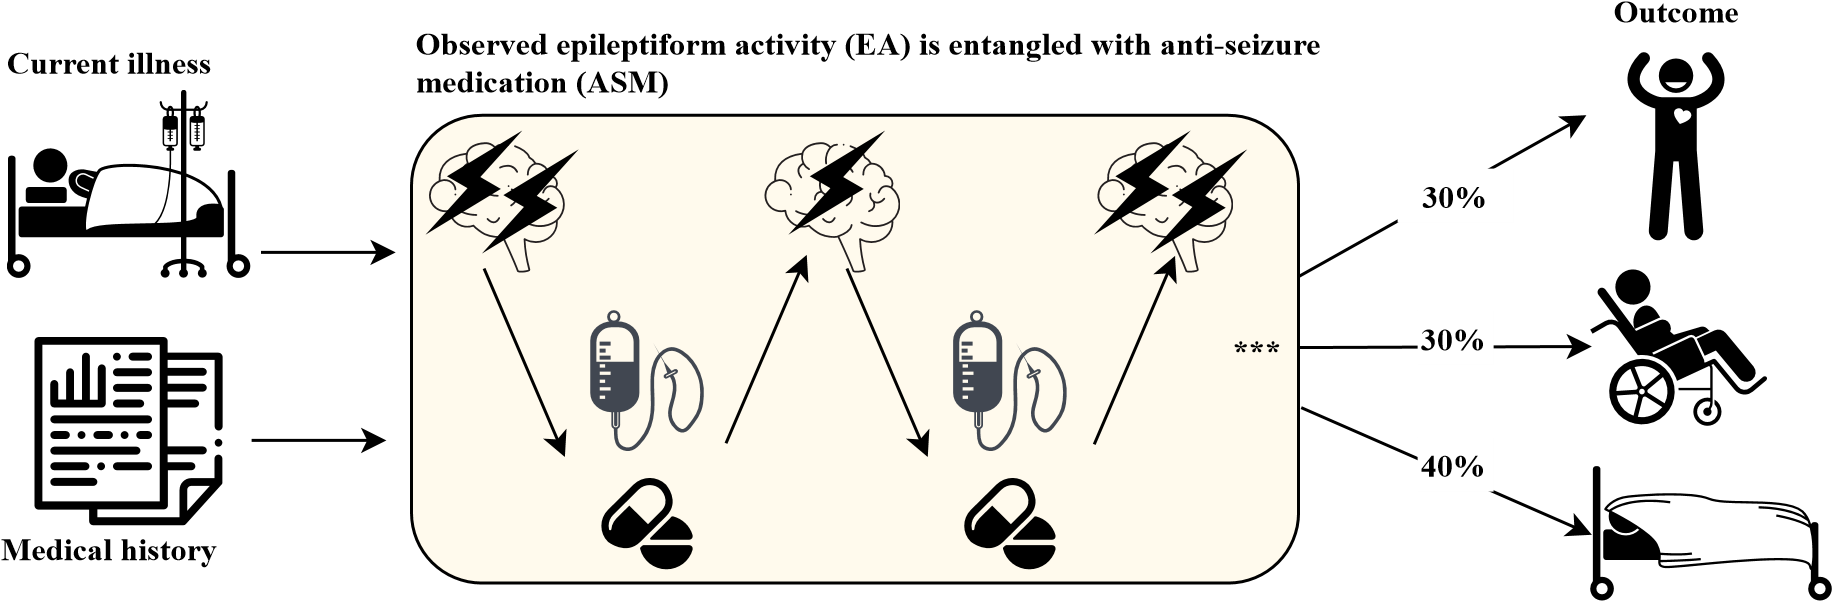 Current illness
Medical history
Observed epileptiform activity (EA) is entangled with anti-seizure
medication (ASM)
***
Outcome
30%
30%
40%